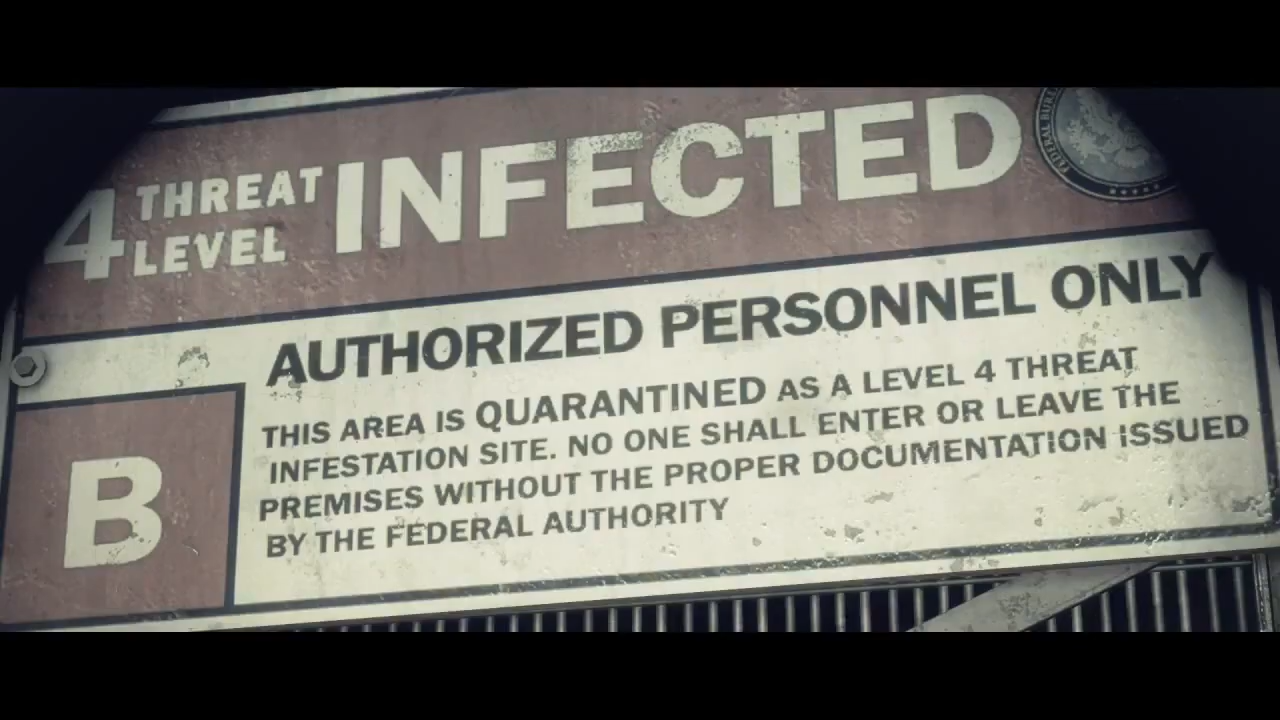 4 THREAT LEVEL INFECTED
FEDERAL
AUTHORIZED PERSONNEL ONLY
THIS AREA IS QUARANTINED AS A LEVEL 4 THREAT
INFESTATION SITE. NO ONE SHALL ENTER OR LEAVE THE
B
PREMISES WITHOUT THE PROPER DOCUMENTATION ISSUED
BY THE FEDERAL AUTHORITY